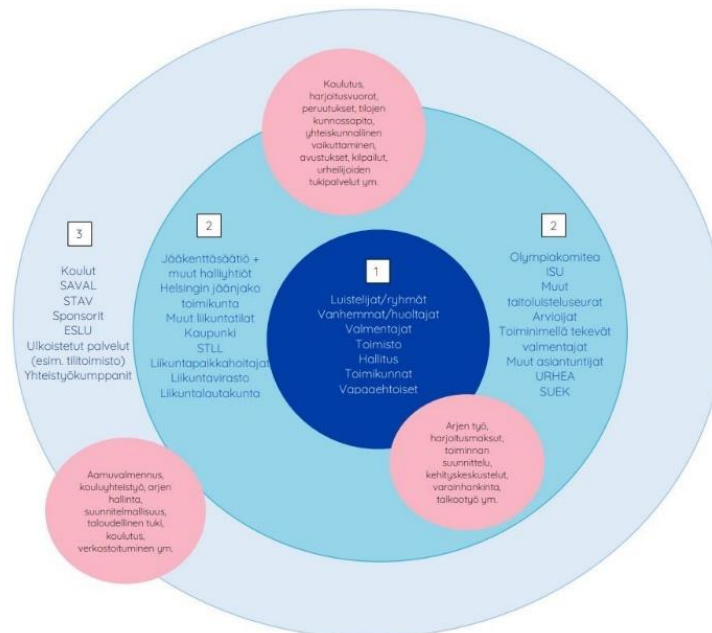 Koulutus,
harjoitusvuorot,
peruutukset, tilojen
kunnossapito,
yhteiskunnallinen
vaikuttaminen,
avustukset, kilpailut,
urheilijoiden
tukipalvelut ym.
3
Koulut
SAVAL
STAV
Sponsorit
ESLU
Ulkoistetut palvelut
(esim. tilitoimisto)
Yhteistyökumppanit
2
Jääkenttäsäätiö +
muut halliyhtiöt
Helsingin jäänjako
toimikunta
Muut liikuntatilat
Kaupunki
STLL
Liikuntapaikkahoitajat
Liikuntavirasto
Liikuntalautakunta
1
Luistelijat/ryhmät
Vanhemmat/huoltajat
Valmentajat
Toimisto
Hallitus
Toimikunnat
Vapaaehtoiset
2
Olympiakomitea
ISU
Muut
taitoluisteluseurat
Arvioijat
Toiminimellä tekevät
valmentajat
Muut asiantuntijat
URHEA
SUEK
Arjen työ,
harjoitusmaksut,
toiminnan
suunnittelu,
kehityskeskustelut,
varainhankinta,
talkootyö ym.
Aamuvalmennus,
kouluyhteistyö, arjen
hallinta,
suunnitelmallisuus,
taloudellinen tuki,
koulutus,
verkostoituminen ym.